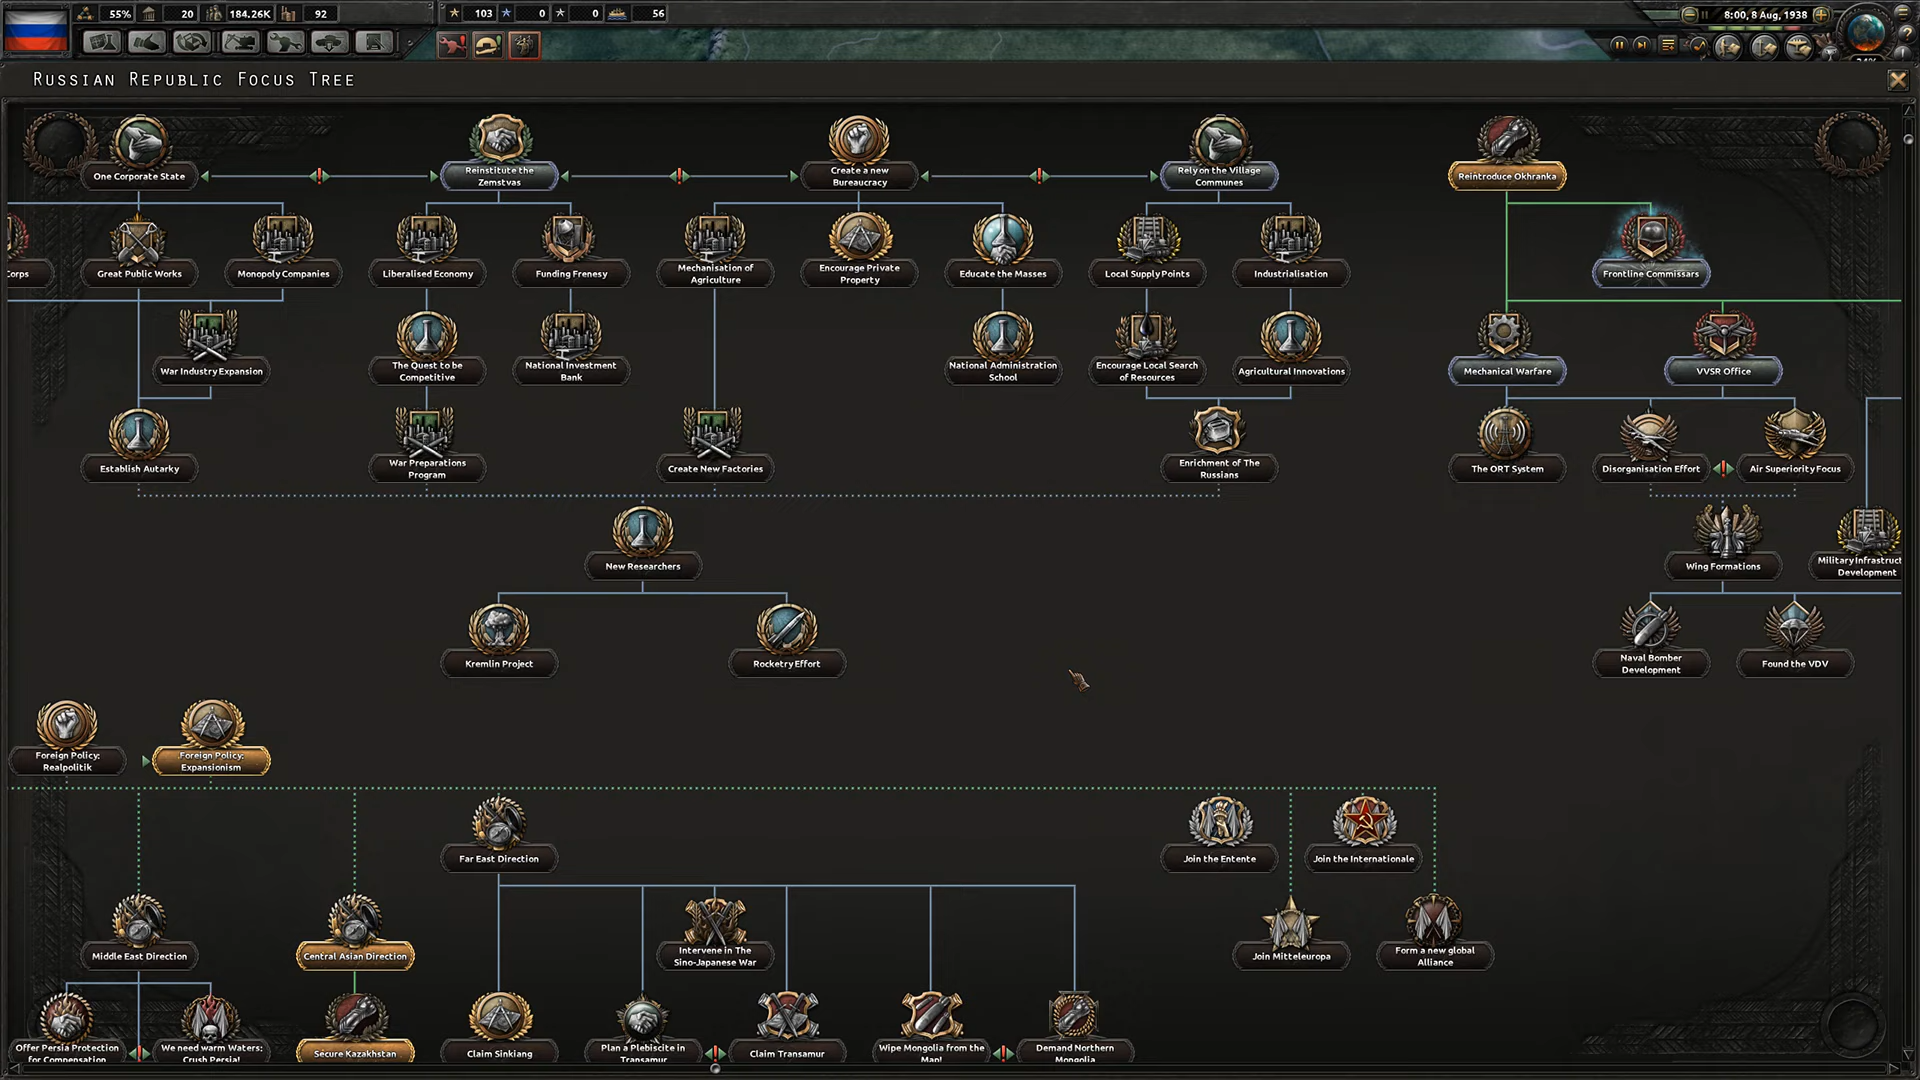 55%
20
184.26K
92
103
0
0
56
8:00, 8 Aug, 1938
Russian Republic Focus Tree
One Corporate State
Reinstitute the
Zemstvas
Create a new
Bureaucracy
Rely on the Village
Communes
Reintroduce Okhranka
Corps
Great Public Works
Monopoly Companies
Liberalised Economy
Funding Frenesy
Mechanisation of
Agriculture
Encourage Private
Property
Educate the Masses
Local Supply Points
Industrialisation
Frontline Commissars
War Industry Expansion
The Quest to be
Competitive
National Investment
Bank
National Administration
School
Encourage Local Search
of Resources
Agricultural Innovations
Mechanical Warfare
VVSR Office
Establish Autarky
War Preparations
Program
Create New Factories
Enrichment of The
Russians
The ORT System
Disorganisation Effort
Air Superiority Focus
New Researchers
Wing Formations
Military Infrastruct
Development
Kremlin Project
Rocketry Effort
Naval Bomber
Development
Found the VDV
Foreign Policy:
Realpolitik
Foreign Policy:
Expansionism
Far East Direction
Join the Entente
Join the Internationale
Middle East Direction
Central Asian Direction
Intervene in The
Sino-Japanese War
Join Mitteleuropa
Form a new global
Alliance
Offer Persia Protection
for Compensation
We need warm Waters:
Crush Persia!
Secure Kazakhstan
Claim Sinkiang
Plan a Plebiscite in
Transamur
Claim Transamur
Wipe Mongolia from the
Map!
Demand Northern
Mongolia